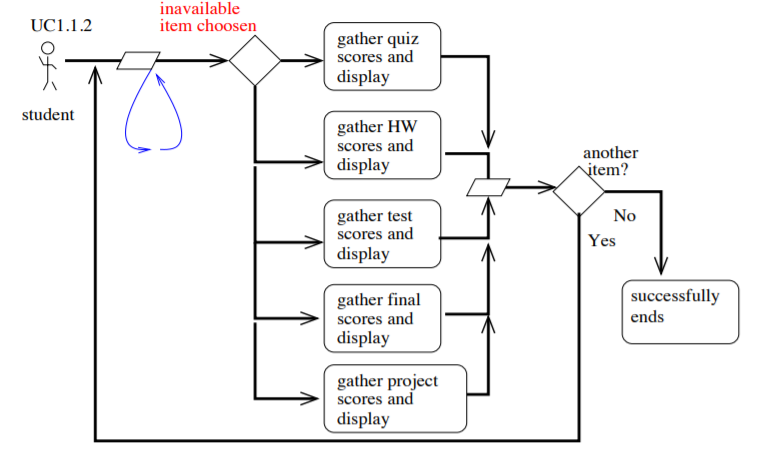 inavailable
item choosen
UC1.1.2
student
gather quiz
scores and
display
gather HW
scores and
display
gather test
scores and
display
gather final
scores and
display
gather project
scores and
display
another
item?
No
Yes
successfully
ends